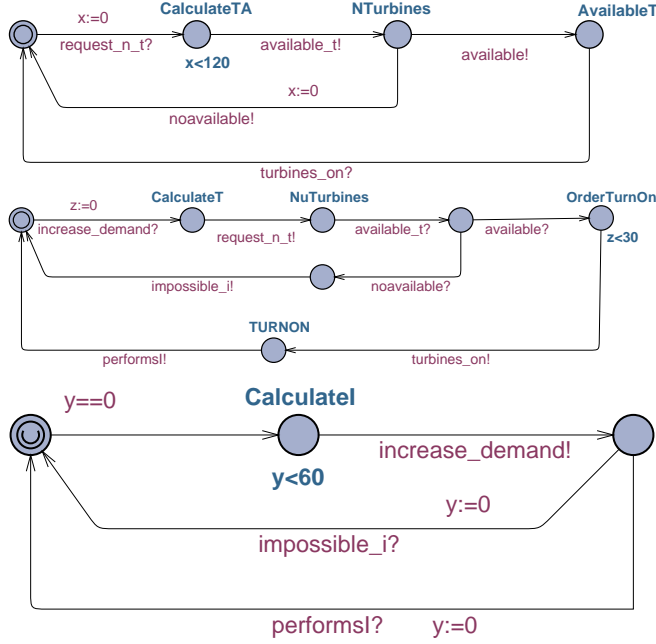 CalculateTA NTurbines AvailableT
x:=0
request_n_t? available_t! available!
x<120
x:=0
noavailable!
turbines_on?
CalculateT NuTurbines OrderTurnOn
z:=0
increase_demand? request_n_t! available_t? available?
z<30
impossible_i! noavailable?
TURNON
performsI! turbines_on!
CalculateI
y==0
increase_demand!
y<60
y:=0
impossible_i?
performsI? y:=0